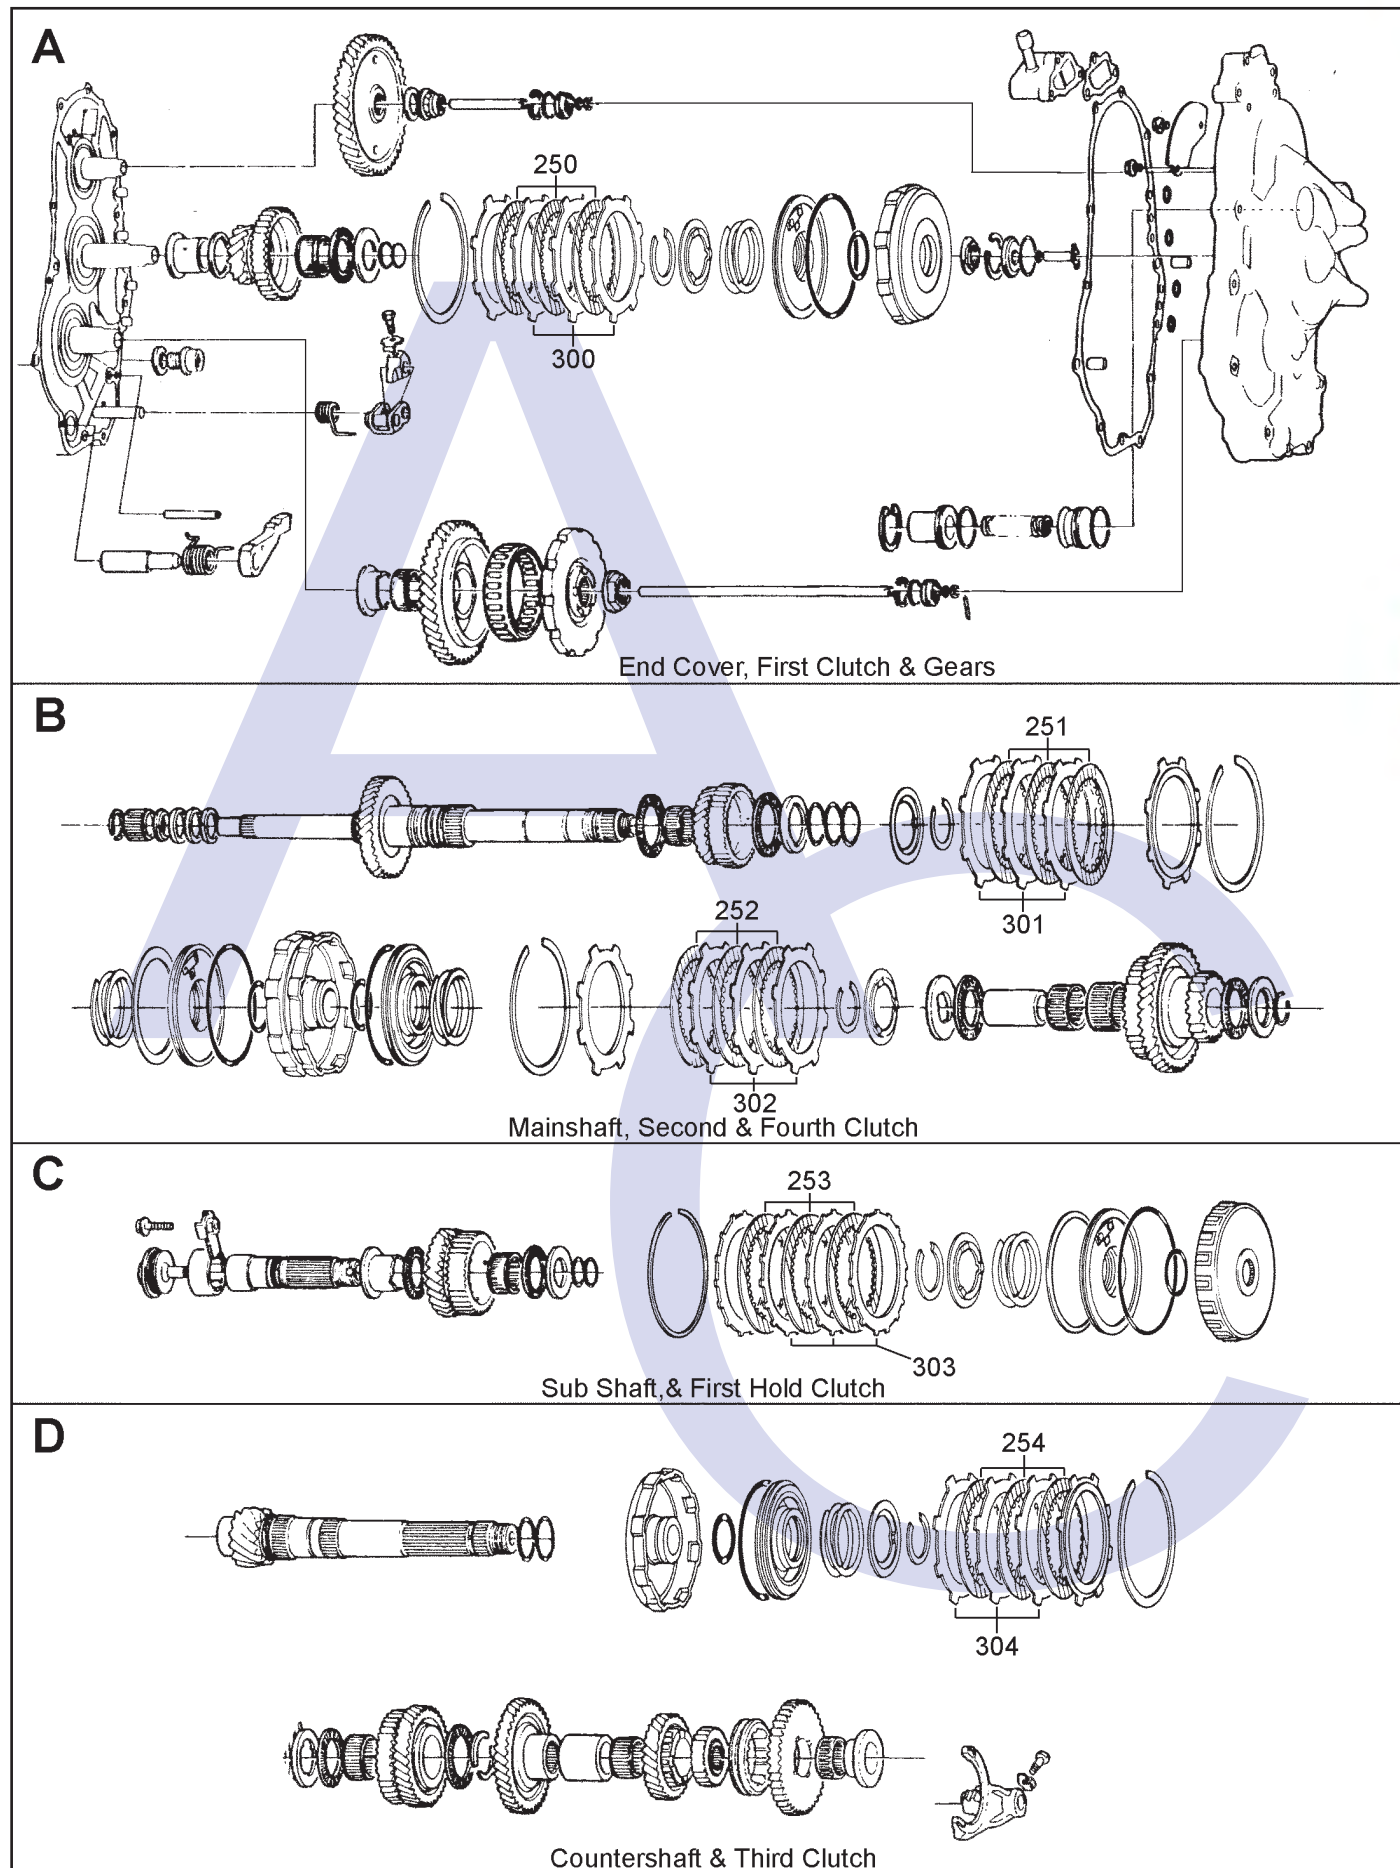 A
250
300
End Cover, First Clutch & Gears
B
251
301
252
302
Mainshaft, Second & Fourth Clutch
C
253
303
Sub Shaft,& First Hold Clutch
D
254
304
Countershaft & Third Clutch
AC